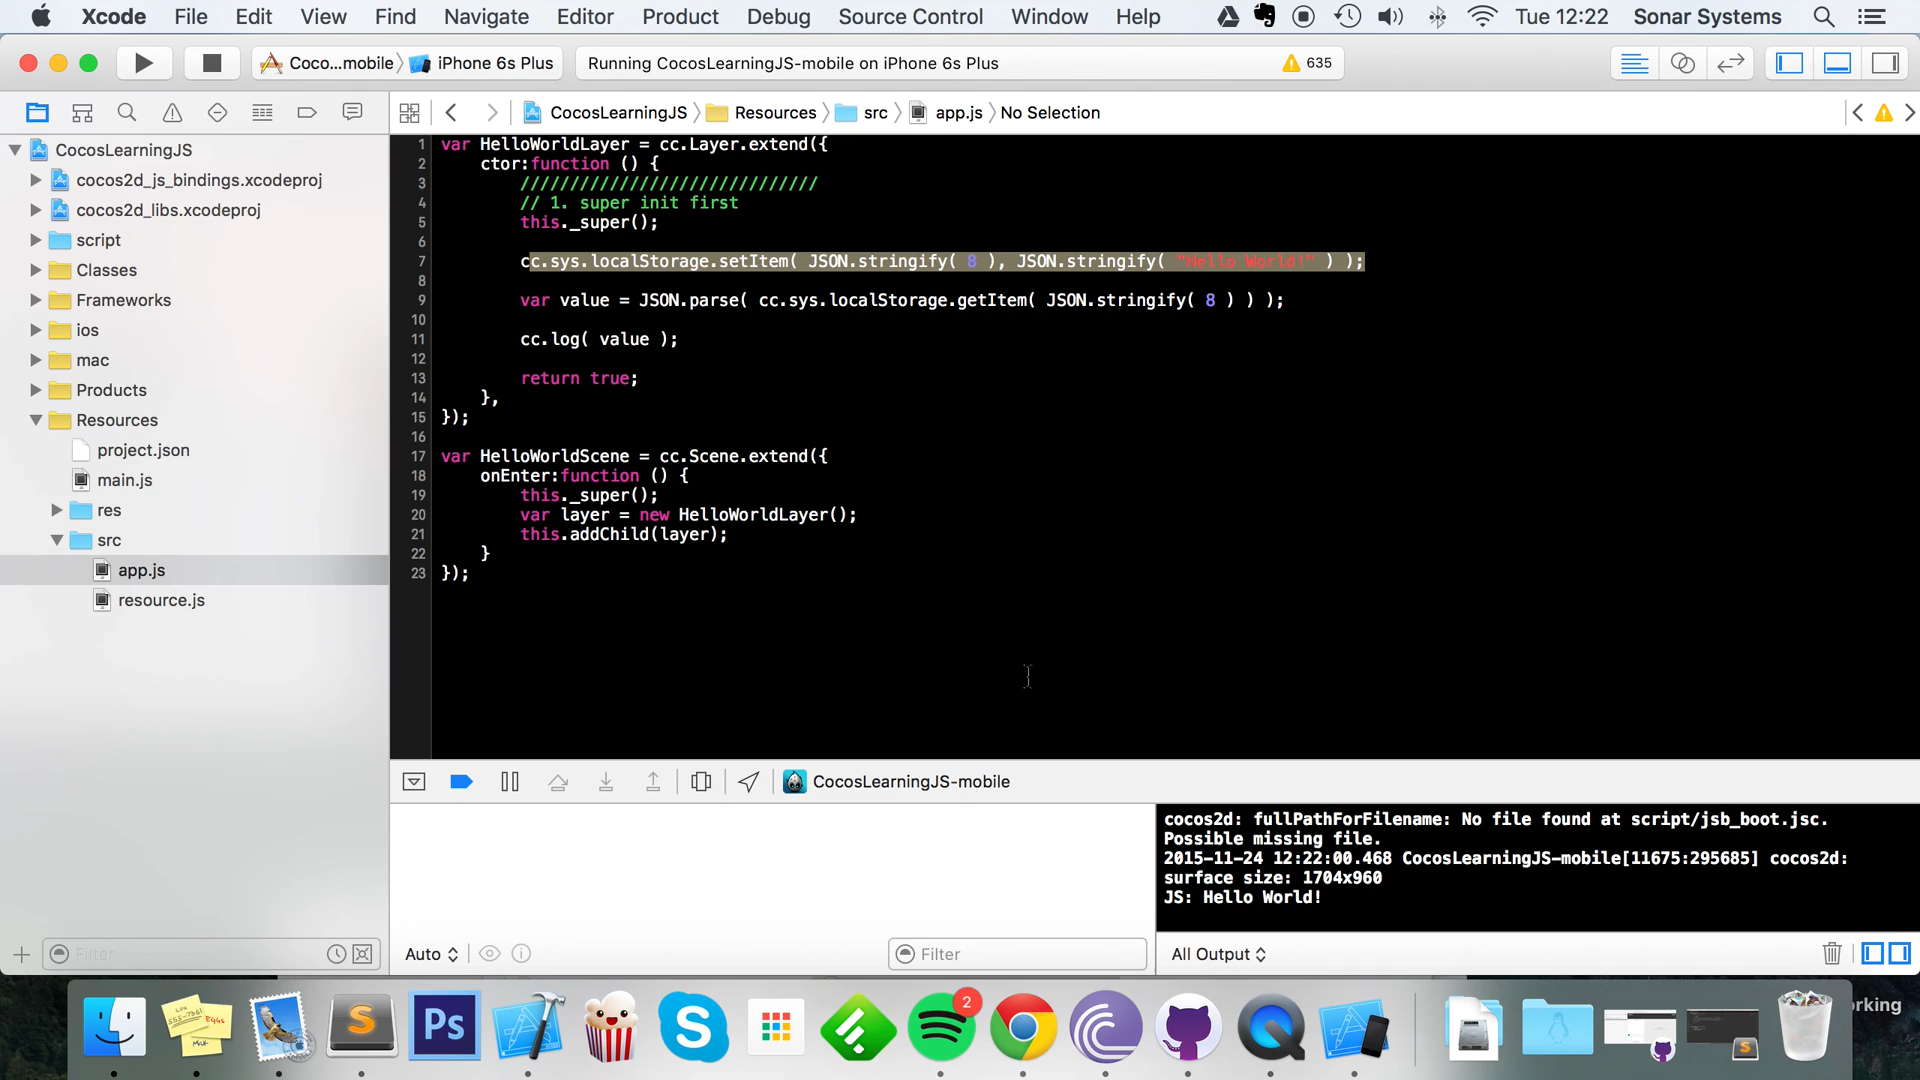 Xcode File Edit View Find Navigate Editor Product Debug Source Control Window Help Tue 12:22 Sonar Systems
Coco...mobile iPhone 6s Plus Running CocosLearningJS-mobile on iPhone 6s Plus 635
CocosLearningJS Resources src app.js No Selection
CocosLearningJS
cocos2d_js_bindings.xcodeproj
cocos2d_libs.xcodeproj
script
Classes
Frameworks
ios
mac
Products
Resources
project.json
main.js
res
src
app.js
resource.js
Filter
1 var HelloWorldLayer = cc.Layer.extend({
2 ctor:function () {
3 //////////////////////////////
4 // 1. super init first
5 this._super();
6
7 cc.sys.localStorage.setItem( JSON.stringify( 8 ), JSON.stringify( "Hello World!" ) );
8
9 var value = JSON.parse( cc.sys.localStorage.getItem( JSON.stringify( 8 ) ) );
10
11 cc.log( value );
12
13 return true;
14 },
15 });
16
17 var HelloWorldScene = cc.Scene.extend({
18 onEnter:function () {
19 this._super();
20 var layer = new HelloWorldLayer();
21 this.addChild(layer);
22 }
23 });
CocosLearningJS-mobile
cocos2d: fullPathForFilename: No file found at script/jsb_boot.jsc.
Possible missing file.
2015-11-24 12:22:00.468 CocosLearningJS-mobile[11675:295685] cocos2d:
surface size: 1704x960
JS: Hello World!
Auto Filter All Output
EGGS
MILK
S Ps S 2 S
rking